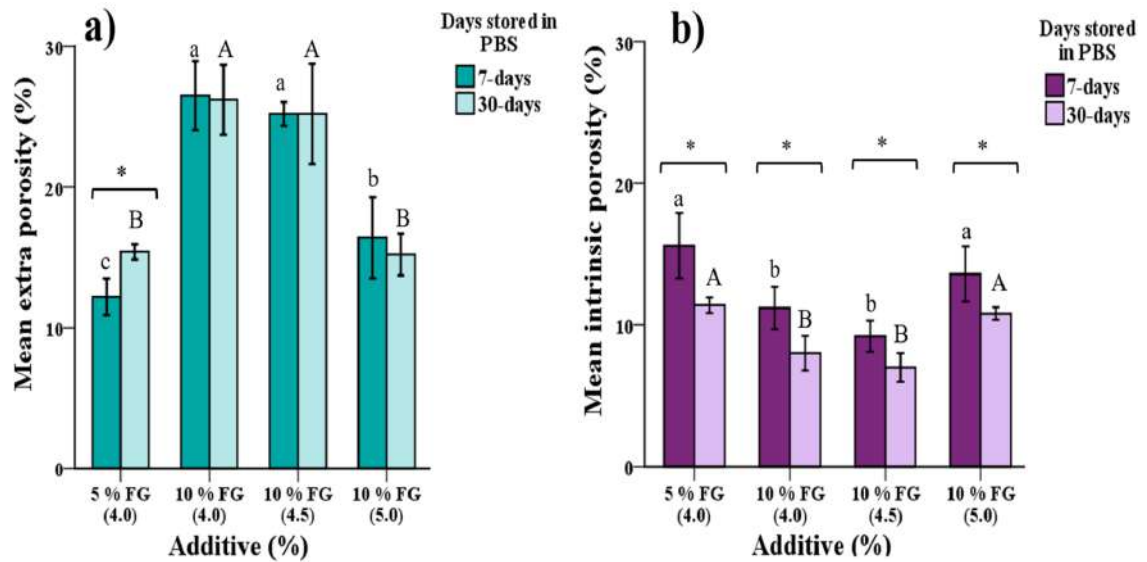 a)
Days stored in
PBS
7-days
30-days
Mean extra porosity (%)
30
20
10
0
*
c
B
a
A
a
A
b
B
5 % FG
(4.0)
10 % FG
(4.0)
10 % FG
(4.5)
10 % FG
(5.0)
Additive (%)
b)
Days stored
in PBS
7-days
30-days
Mean intrinsic porosity (%)
30
20
10
0
*
*
*
*
a
A
b
B
b
B
a
A
5 % FG
(4.0)
10 % FG
(4.0)
10 % FG
(4.5)
10 % FG
(5.0)
Additive (%)